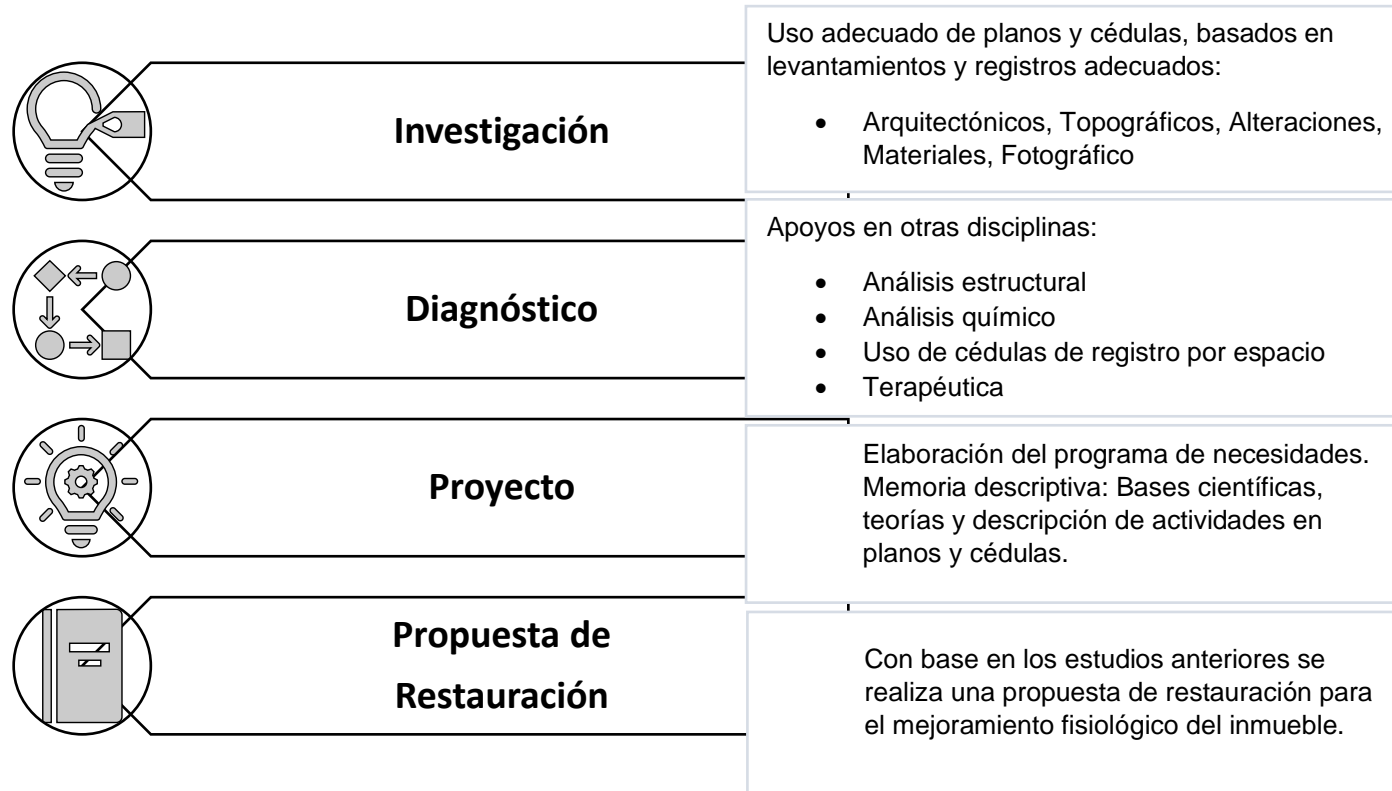 Investigación
Uso adecuado de planos y cédulas, basados en
levantamientos y registros adecuados:
• Arquitectónicos, Topográficos, Alteraciones,
Materiales, Fotográfico
Diagnóstico
Apoyos en otras disciplinas:
• Análisis estructural
• Análisis químico
• Uso de cédulas de registro por espacio
• Terapéutica
Proyecto
Elaboración del programa de necesidades.
Memoria descriptiva: Bases científicas,
teorías y descripción de actividades en
planos y cédulas.
Propuesta de
Restauración
Con base en los estudios anteriores se
realiza una propuesta de restauración para
el mejoramiento fisiológico del inmueble.